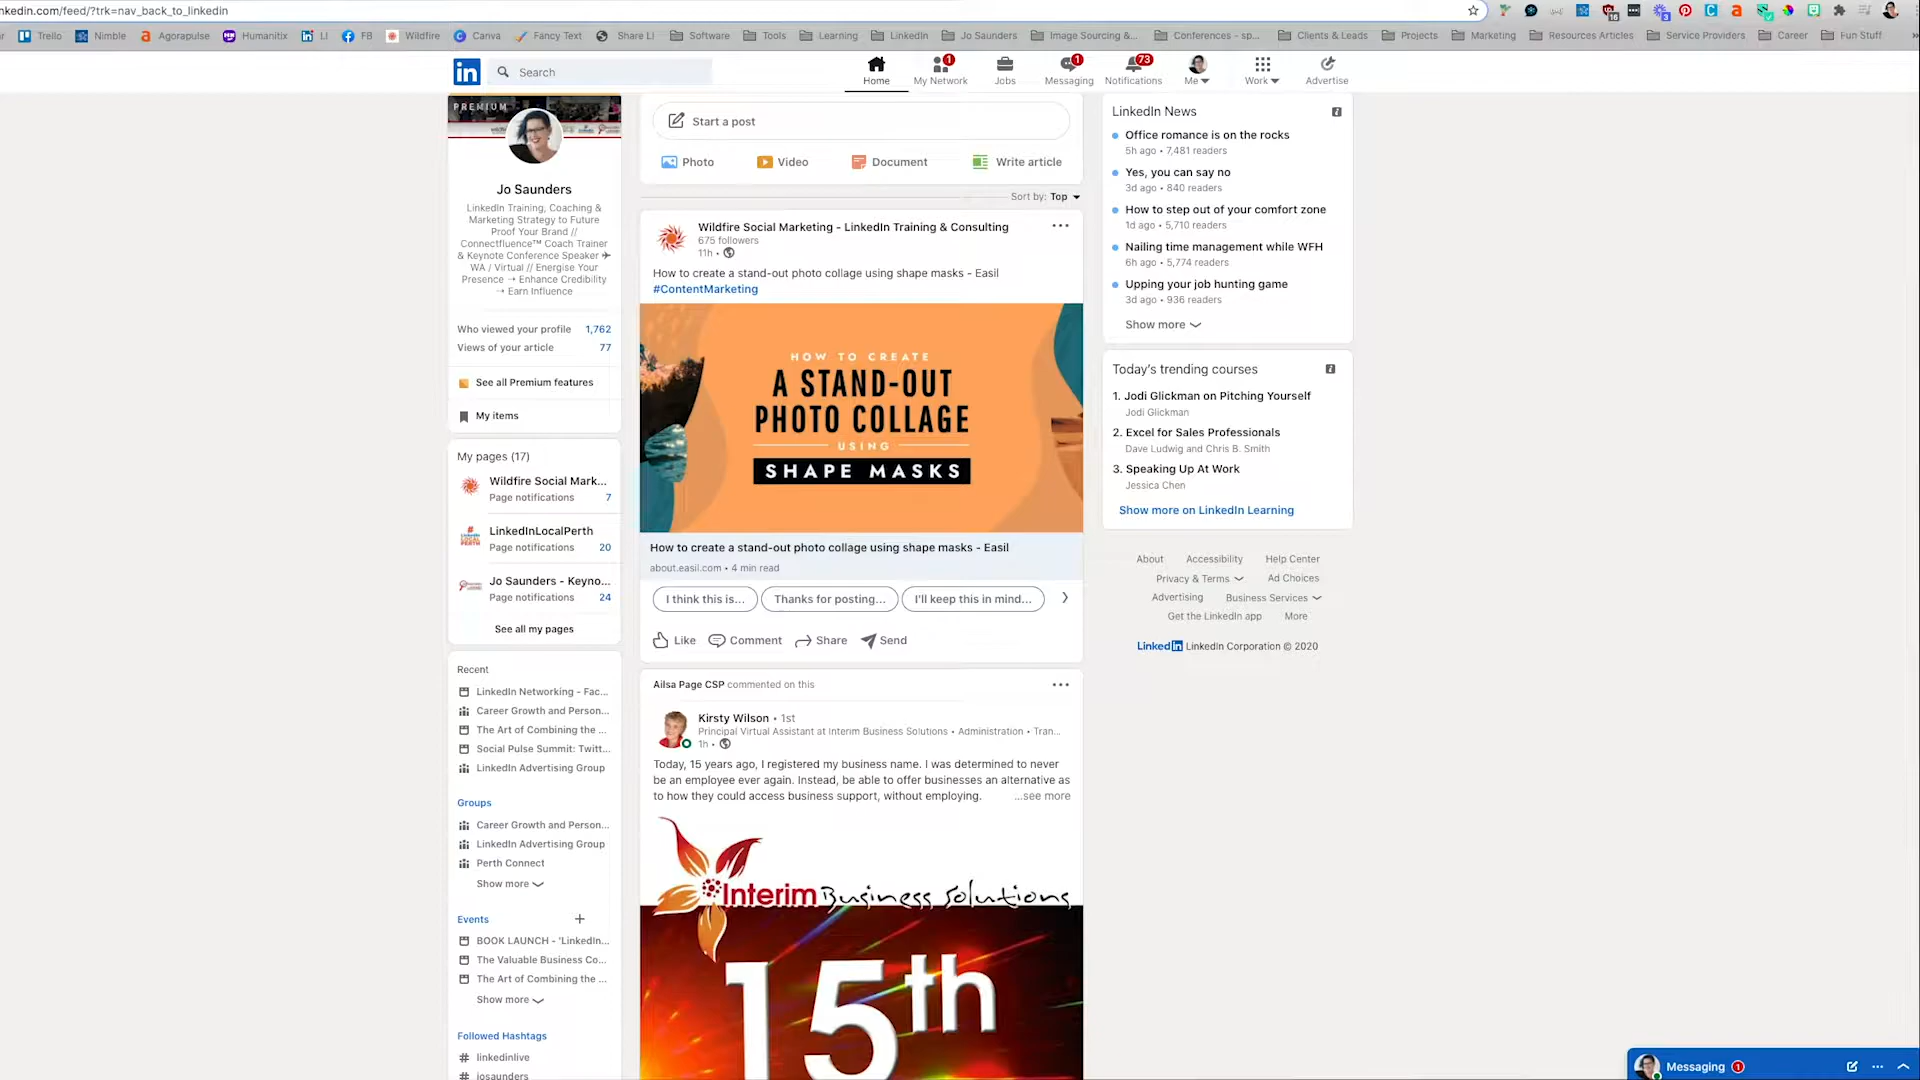 nkedin.com/feed/?trk=nav_back_to_linkedin
Trello
Nimble
Agorapulse
Humanitix
LI
FB
Wildfire
Canva
Fancy Text
Share LI
Software
Tools
Learning
LinkedIn
Jo Saunders
Image Sourcing &...
Conferences - sp...
Clients & Leads
Projects
Marketing
Resources Articles
Service Providers
Career
Fun Stuff
»
in
Search
Home
1
My Network
Jobs
1
Messaging
73
Notifications
Me
Work
Advertise
PREMIUM
Jo Saunders
LinkedIn Training, Coaching &
Marketing Strategy to Future
Proof Your Brand //
Connectfluence™ Coach Trainer
& Keynote Conference Speaker ✈
WA / Virtual // Energise Your
Presence ➝ Enhance Credibility
➝ Earn Influence
Who viewed your profile 1,762
Views of your article 77
See all Premium features
My items
My pages (17)
Wildfire Social Mark...
Page notifications 7
LinkedInLocalPerth
Page notifications 20
Jo Saunders - Keyno...
Page notifications 24
See all my pages
Recent
LinkedIn Networking - Fac...
Career Growth and Person...
The Art of Combining the ...
Social Pulse Summit: Twitt...
LinkedIn Advertising Group
Groups
Career Growth and Person...
LinkedIn Advertising Group
Perth Connect
Show more
Events +
BOOK LAUNCH - 'LinkedIn...
The Valuable Business Co...
The Art of Combining the ...
Show more
Followed Hashtags
# linkedinlive
# josaunders
Start a post
Photo
Video
Document
Write article
Sort by: Top
Wildfire Social Marketing - LinkedIn Training & Consulting
675 followers
11h •
How to create a stand-out photo collage using shape masks - Easil
#ContentMarketing
HOW TO CREATE
A STAND-OUT
PHOTO COLLAGE
USING
SHAPE MASKS
How to create a stand-out photo collage using shape masks - Easil
about.easil.com • 4 min read
I think this is...
Thanks for posting...
I'll keep this in mind...
Like
Comment
Share
Send
Ailsa Page CSP commented on this
Kirsty Wilson • 1st
Principal Virtual Assistant at Interim Business Solutions • Administration • Tran...
1h •
Today, 15 years ago, I registered my business name. I was determined to never
be an employee ever again. Instead, be able to offer businesses an alternative as
to how they could access business support, without employing. ...see more
Interim Business Solutions
15th
LinkedIn News
Office romance is on the rocks
5h ago • 7,481 readers
Yes, you can say no
3d ago • 840 readers
How to step out of your comfort zone
1d ago • 5,710 readers
Nailing time management while WFH
6h ago • 5,774 readers
Upping your job hunting game
3d ago • 936 readers
Show more
Today's trending courses
1. Jodi Glickman on Pitching Yourself
Jodi Glickman
2. Excel for Sales Professionals
Dave Ludwig and Chris B. Smith
3. Speaking Up At Work
Jessica Chen
Show more on LinkedIn Learning
About Accessibility Help Center
Privacy & Terms Ad Choices
Advertising Business Services
Get the LinkedIn app More
LinkedIn LinkedIn Corporation © 2020
Messaging 1